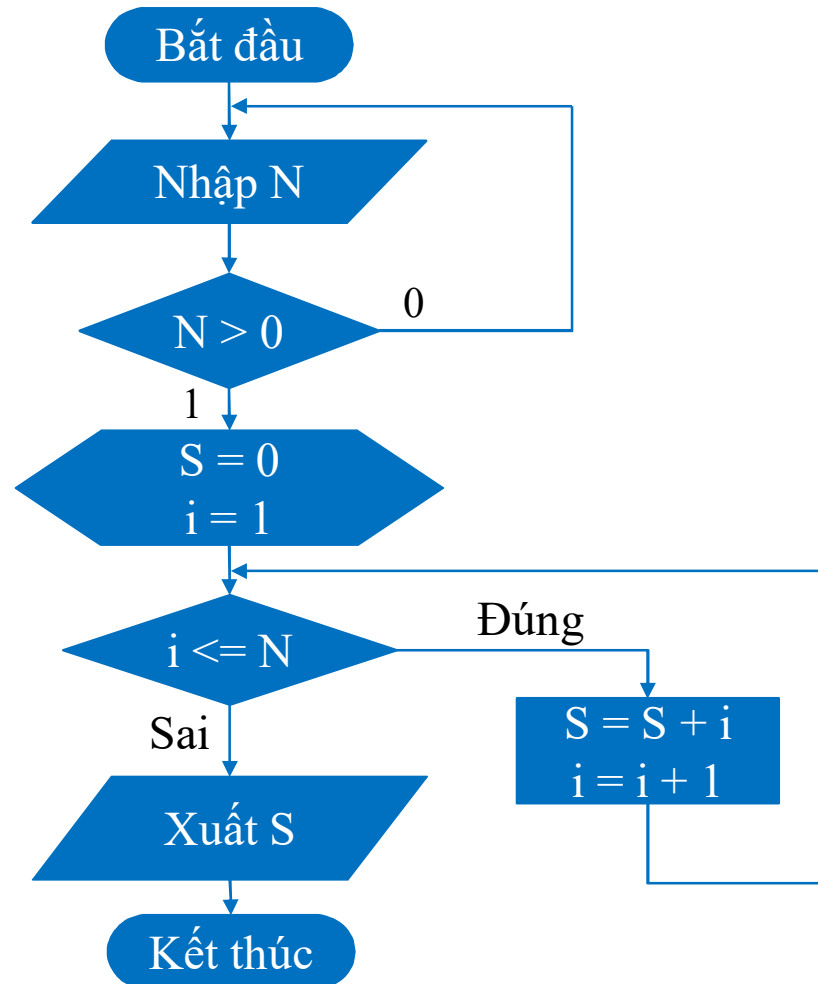 Bắt đầu
Nhập N
N > 0
0
1
S = 0
i = 1
i <= N
Đúng
S = S + i
i = i + 1
Sai
Xuất S
Kết thúc